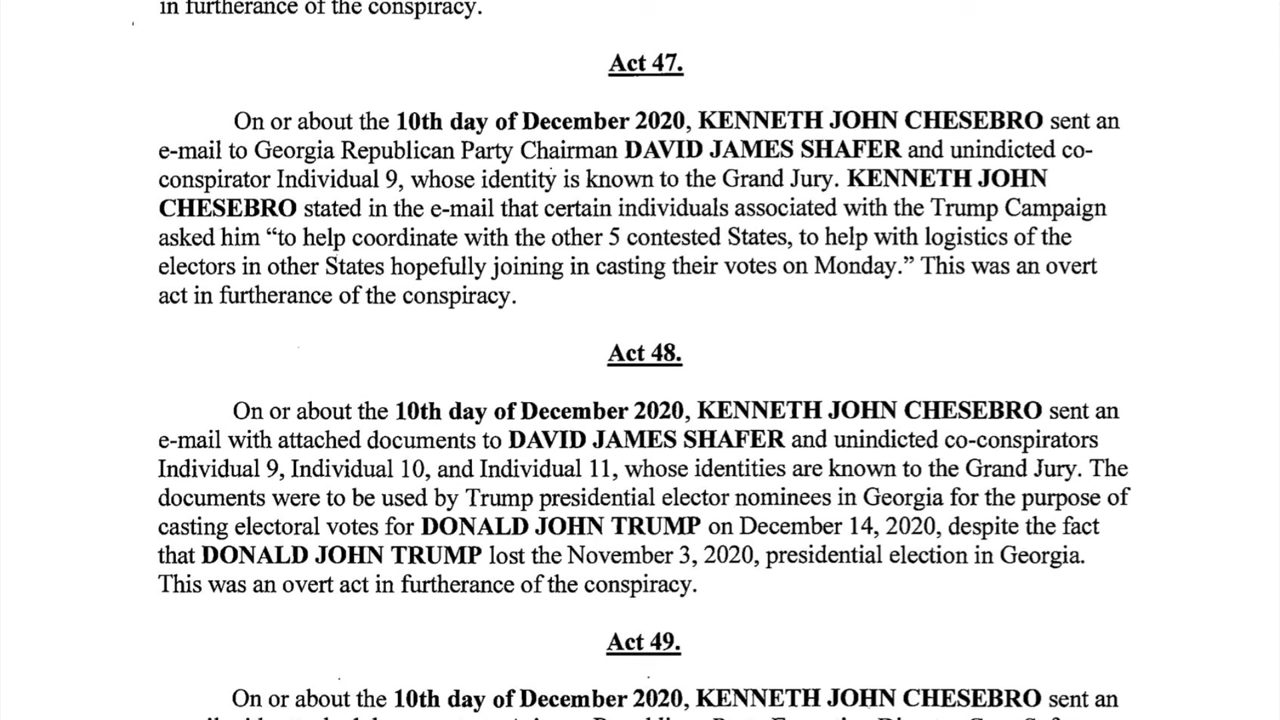 in furtherance of the conspiracy.
Act 47.
On or about the 10th day of December 2020, KENNETH JOHN CHESEBRO sent an
e-mail to Georgia Republican Party Chairman DAVID JAMES SHAFER and unindicted co-
conspirator Individual 9, whose identity is known to the Grand Jury. KENNETH JOHN
CHESEBRO stated in the e-mail that certain individuals associated with the Trump Campaign
asked him “to help coordinate with the other 5 contested States, to help with logistics of the
electors in other States hopefully joining in casting their votes on Monday.” This was an overt
act in furtherance of the conspiracy.
Act 48.
On or about the 10th day of December 2020, KENNETH JOHN CHESEBRO sent an
e-mail with attached documents to DAVID JAMES SHAFER and unindicted co-conspirators
Individual 9, Individual 10, and Individual 11, whose identities are known to the Grand Jury. The
documents were to be used by Trump presidential elector nominees in Georgia for the purpose of
casting electoral votes for DONALD JOHN TRUMP on December 14, 2020, despite the fact
that DONALD JOHN TRUMP lost the November 3, 2020, presidential election in Georgia.
This was an overt act in furtherance of the conspiracy.
Act 49.
On or about the 10th day of December 2020, KENNETH JOHN CHESEBRO sent an